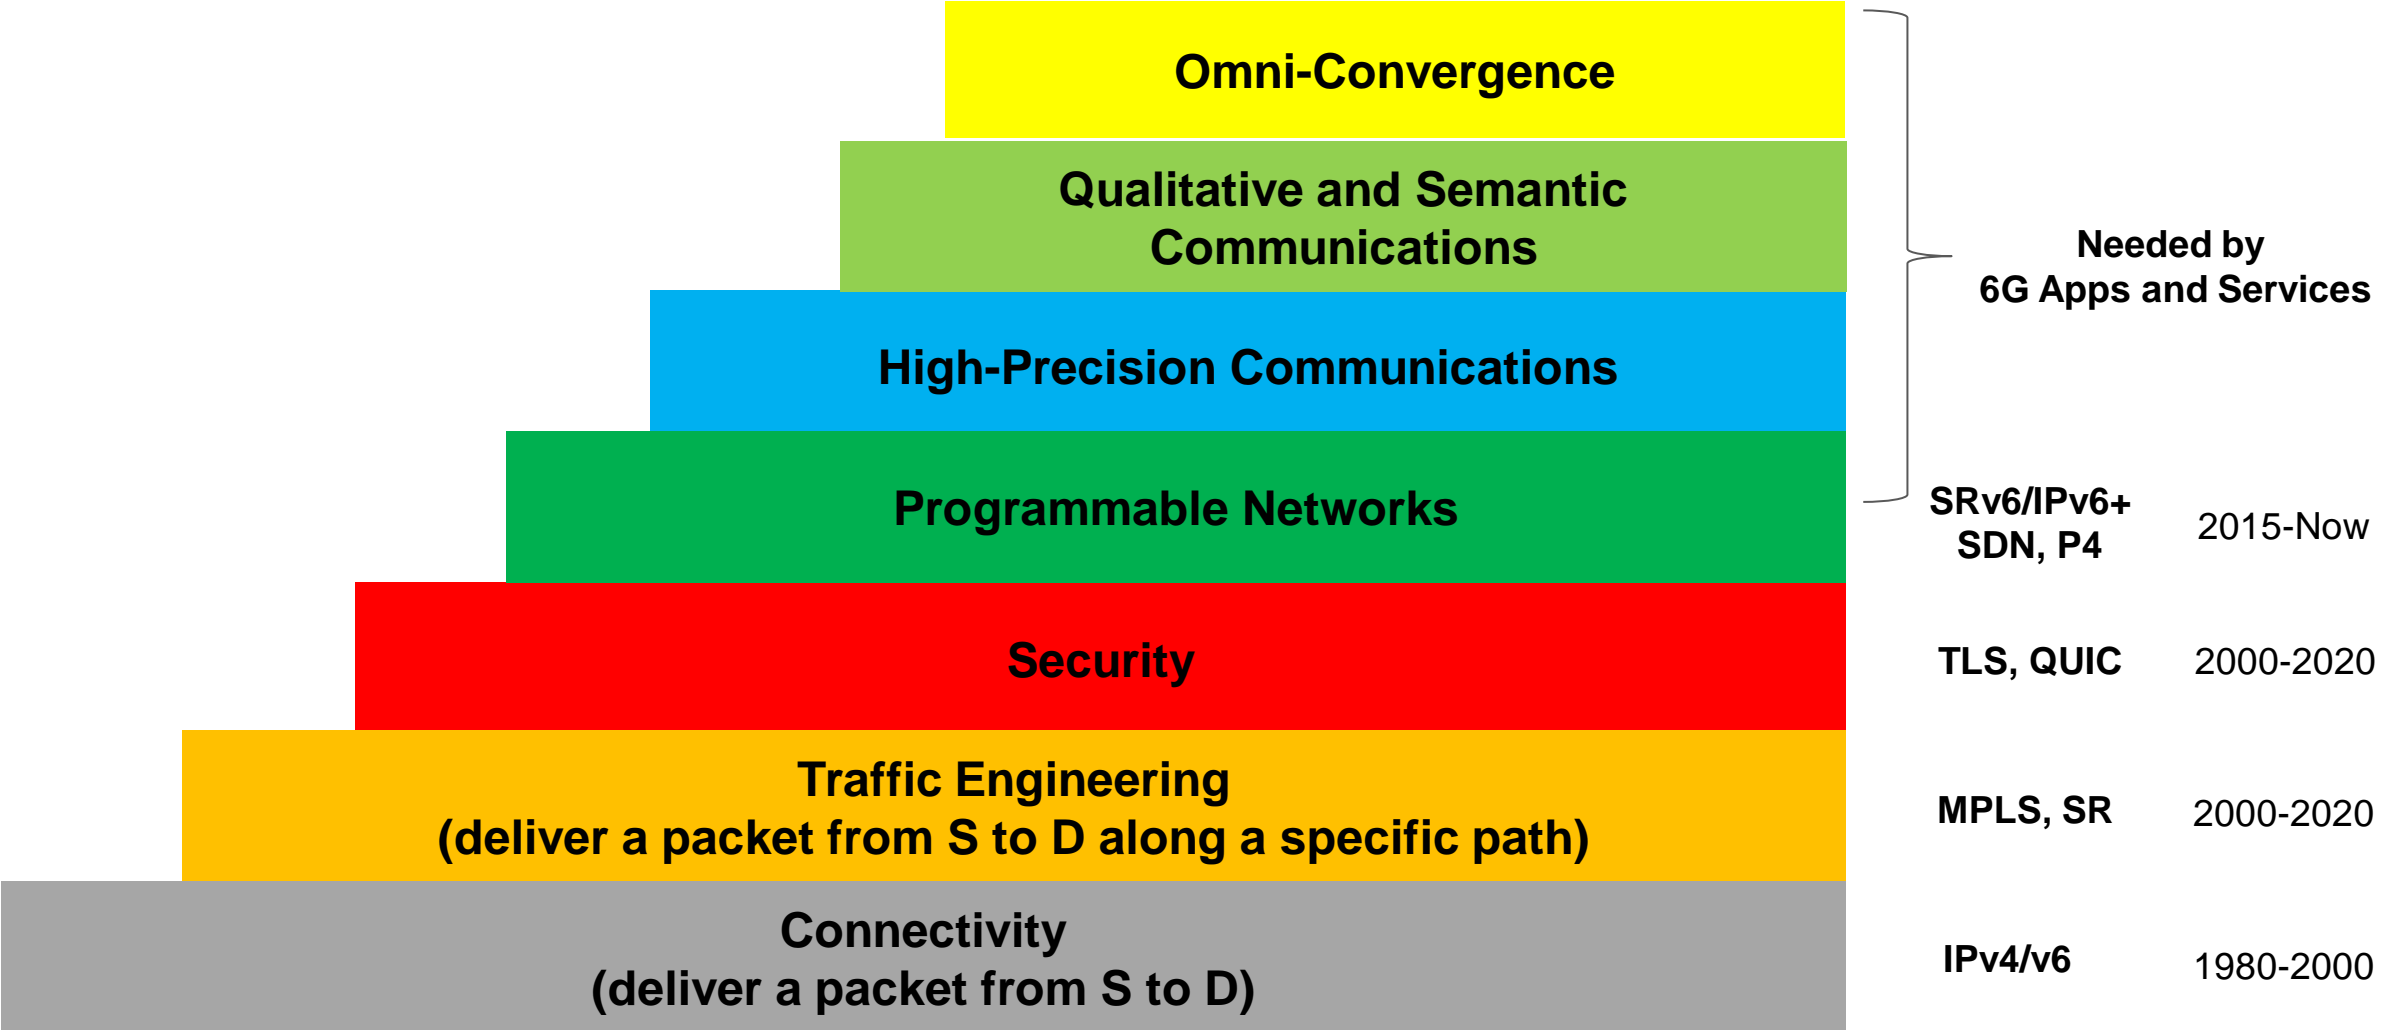 Omni-Convergence
Qualitative and Semantic
Communications
Needed by
6G Apps and Services
High-Precision Communications
Programmable Networks
SRv6/IPv6+
SDN, P4
2015-Now
Security
TLS, QUIC
2000-2020
Traffic Engineering
(deliver a packet from S to D along a specific path)
MPLS, SR
2000-2020
Connectivity
(deliver a packet from S to D)
IPv4/v6
1980-2000